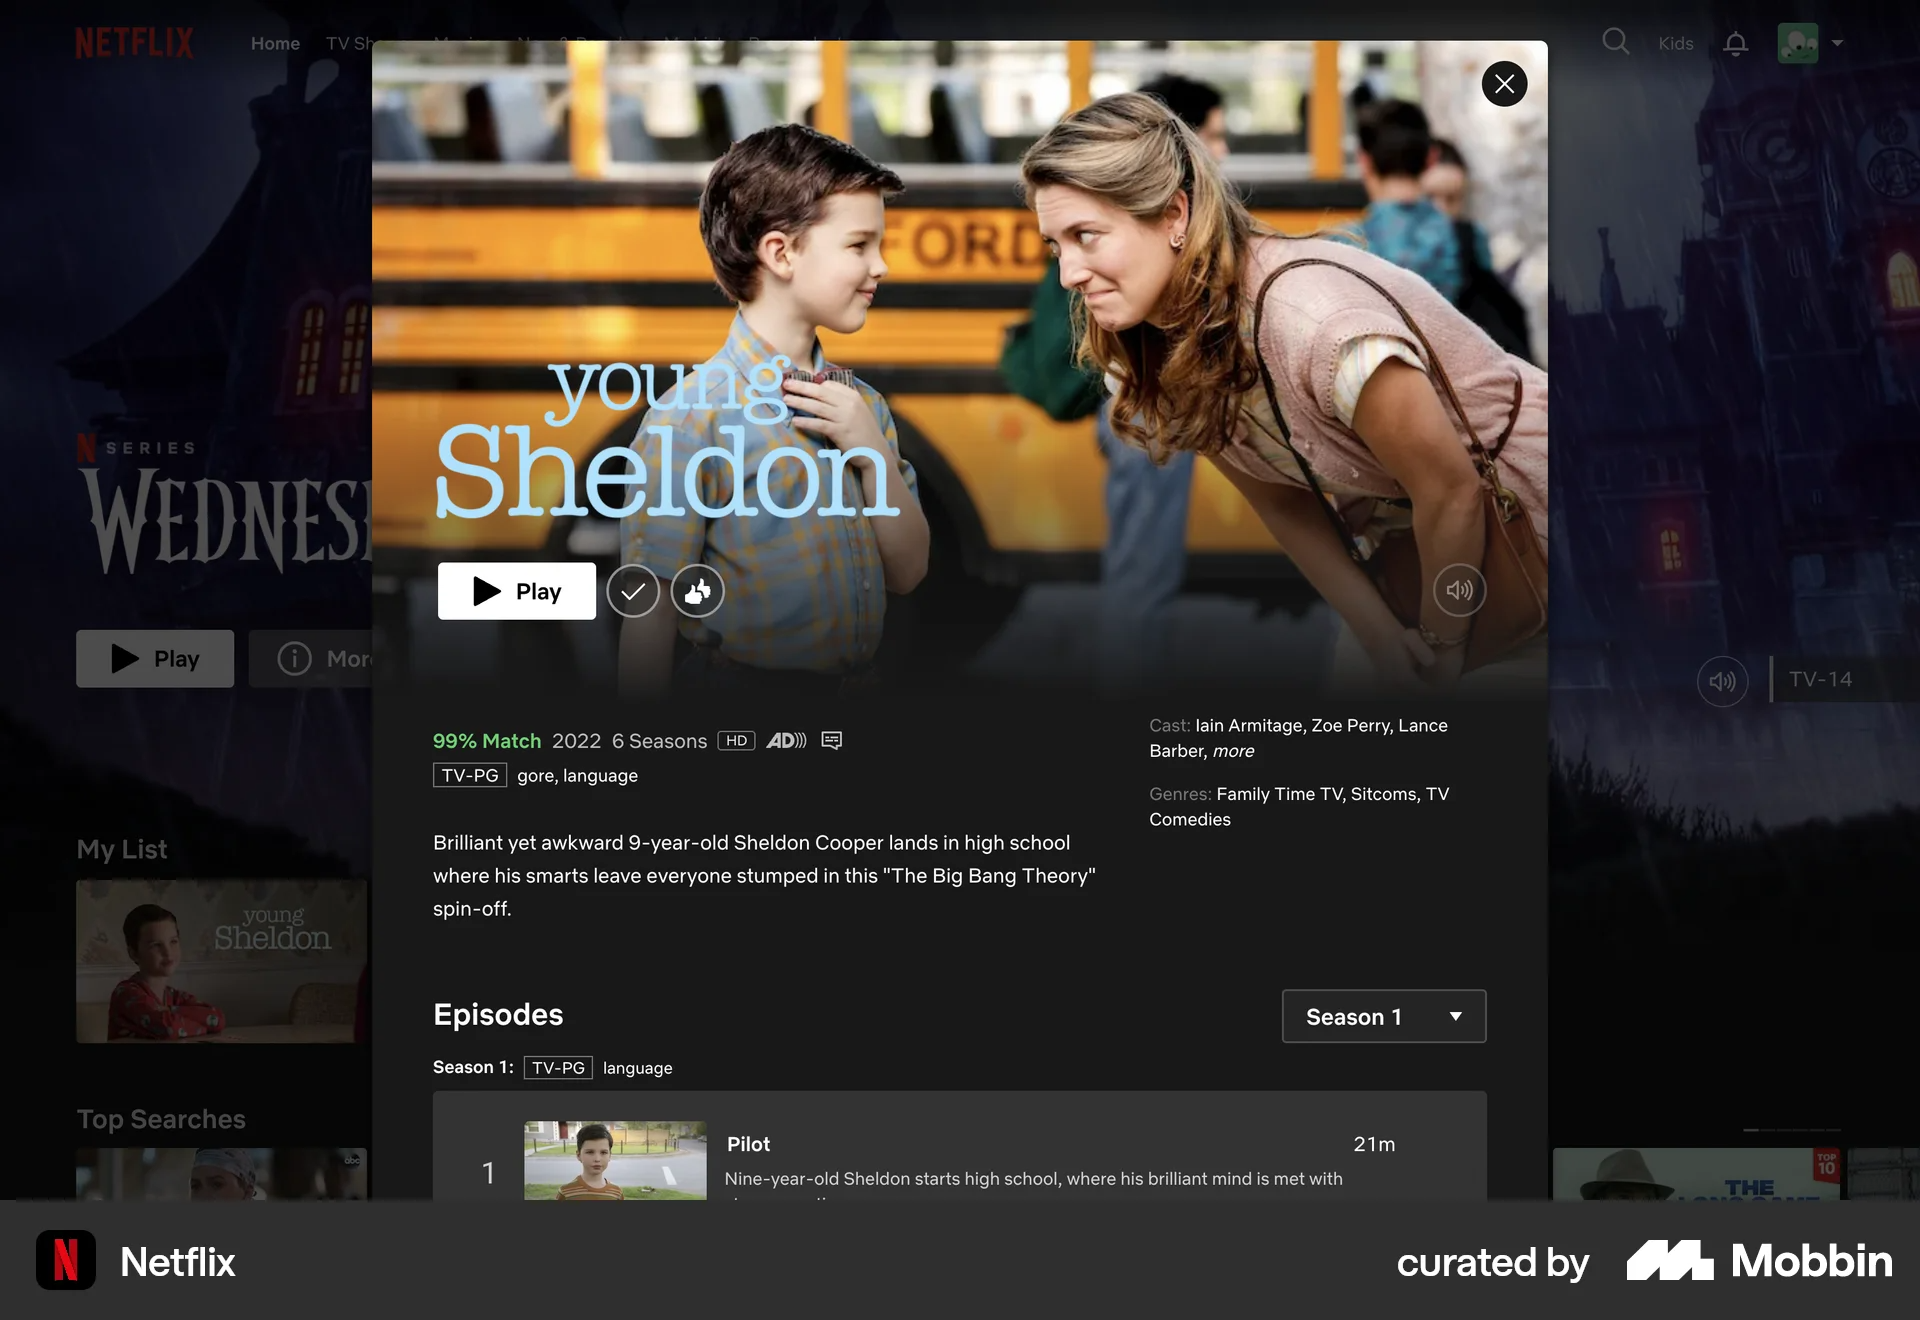 NETFLIX
Home
Kids
FORD
young
Sheldon
N SERIES
WEDNES
Play
Play
More
TV-14
99% Match 2022 6 Seasons HD AD
TV-PG gore, language
Cast: Iain Armitage, Zoe Perry, Lance
Barber, more
Genres: Family Time TV, Sitcoms, TV
Comedies
Brilliant yet awkward 9-year-old Sheldon Cooper lands in high school
where his smarts leave everyone stumped in this "The Big Bang Theory"
spin-off.
My List
young
Sheldon
Episodes
Season 1
Season 1: TV-PG language
Top Searches
abc
1
Pilot
21m
Nine-year-old Sheldon starts high school, where his brilliant mind is met with
TOP
10
THE
Netflix
curated by Mobbin